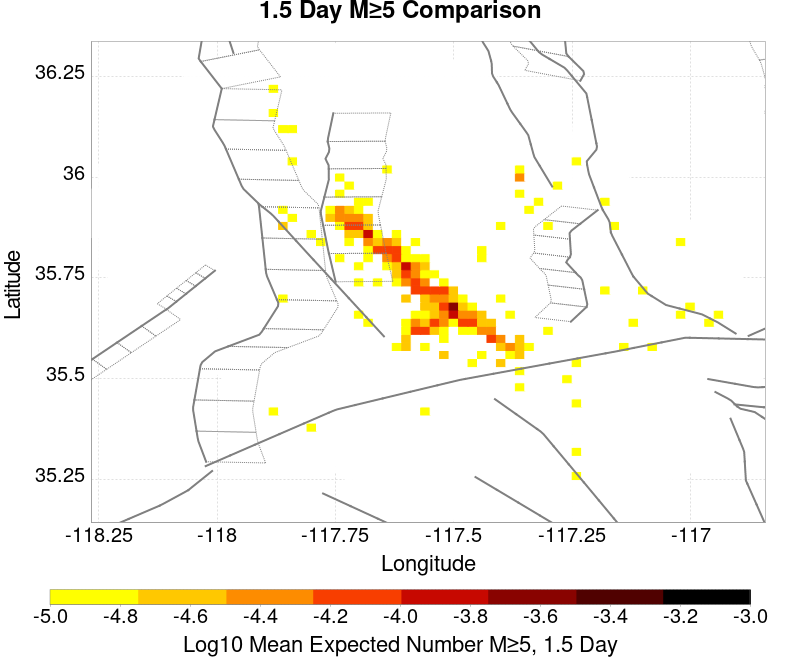 1.5 Day M≥5 Comparison
36.25
36
35.75
35.5
35.25
Latitude
-118.25 -118 -117.75 -117.5 -117.25 -117
Longitude
-5.0 -4.8 -4.6 -4.4 -4.2 -4.0 -3.8 -3.6 -3.4 -3.2 -3.0
Log10 Mean Expected Number M≥5, 1.5 Day